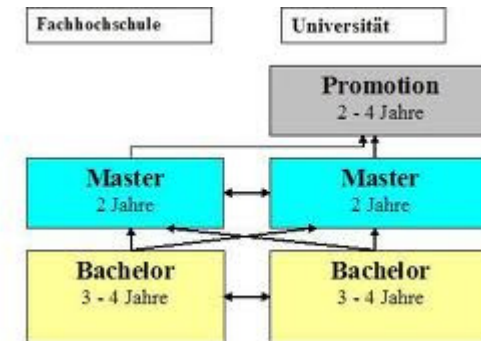 Fachhochschule
Universität
Promotion
2 - 4 Jahre
Master
2 Jahre
Master
2 Jahre
Bachelor
3 - 4 Jahre
Bachelor
3 - 4 Jahre